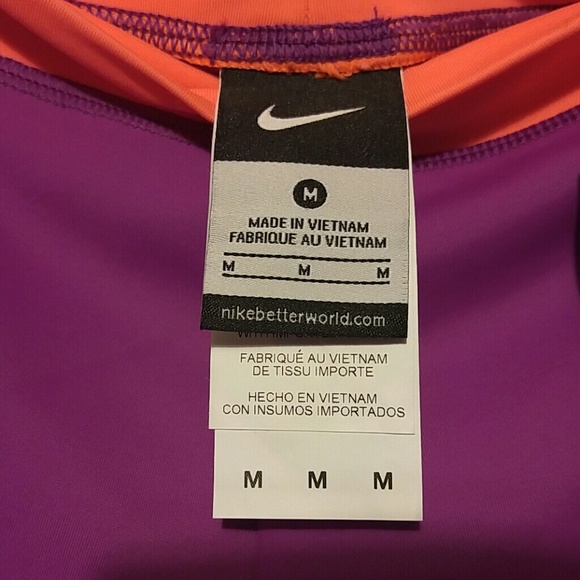 M
MADE IN VIETNAM
FABRIQUE AU VIETNAM
M M M
nikebetterworld.com
FABRIQUÉ AU VIETNAM
DE TISSU IMPORTE
HECHO EN VIETNAM
CON INSUMOS IMPORTADOS
M M M